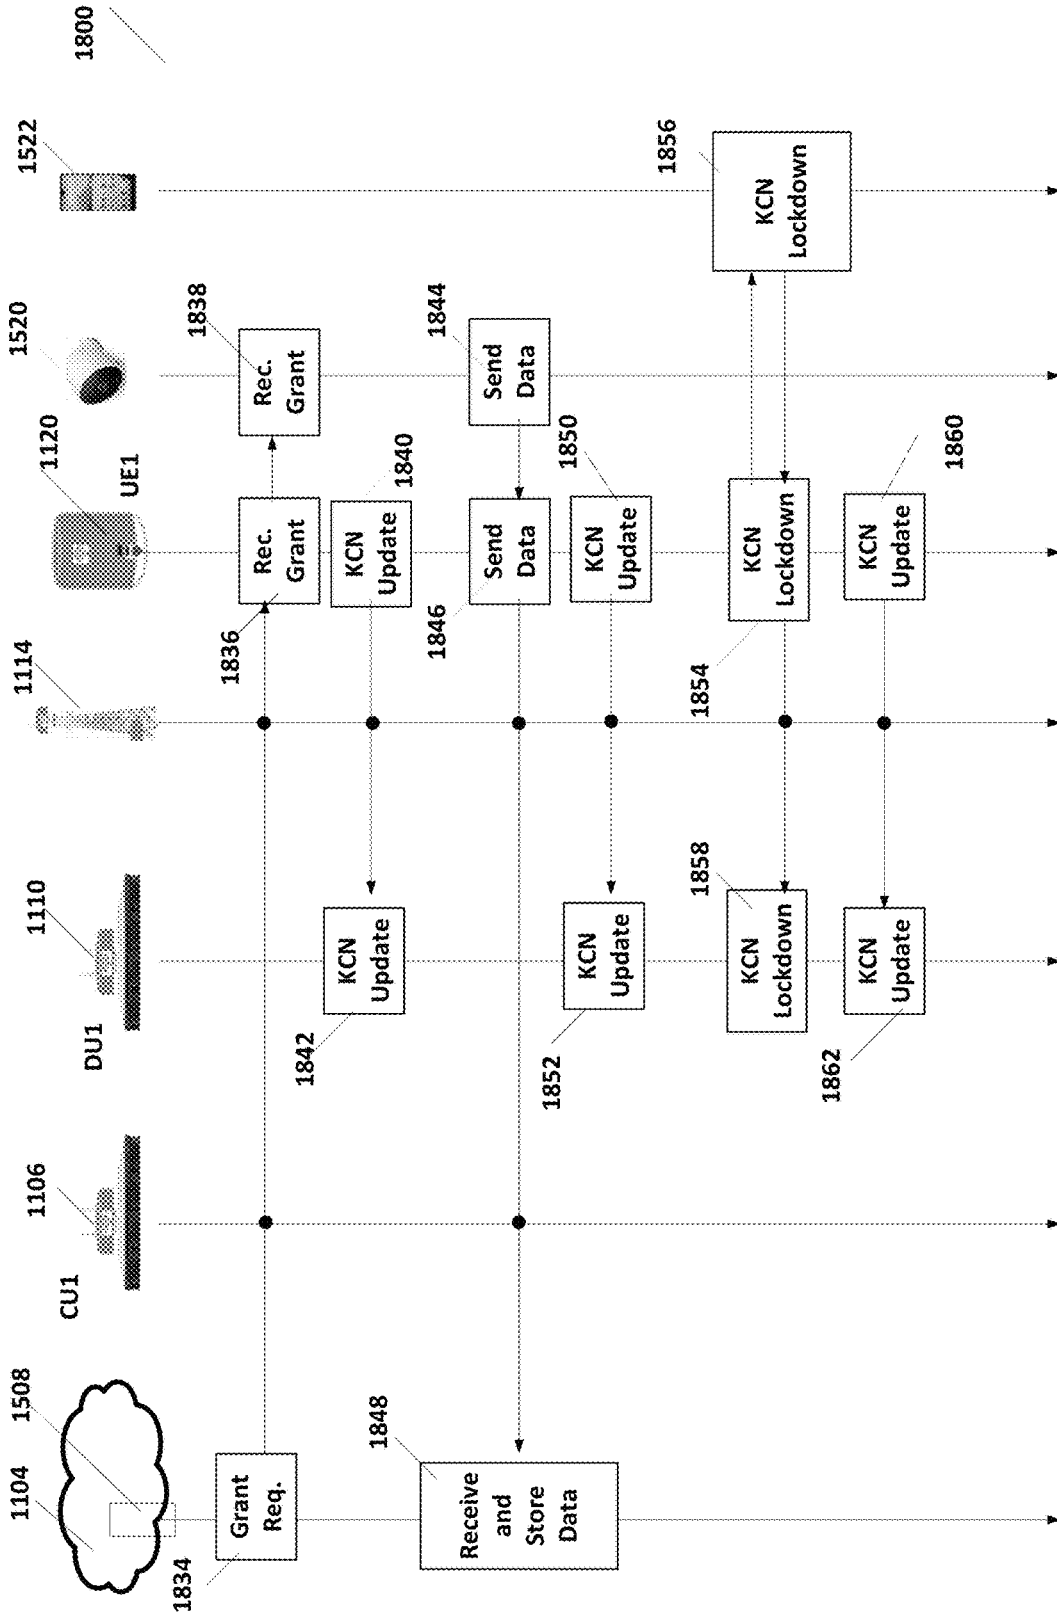 1800
1104
1508
CU1
1106
DU1
1110
1114
1120
UE1
1520
1522
1834
Grant
Req.
1836
Rec.
Grant
1838
Rec.
Grant
1842
KCN
Update
KCN
Update
1840
1848
Receive
and
Store
Data
1846
Send
Data
1844
Send
Data
1852
KCN
Update
KCN
Update
1850
1858
KCN
Lockdown
1854
KCN
Lockdown
1856
KCN
Lockdown
1862
KCN
Update
KCN
Update
1860